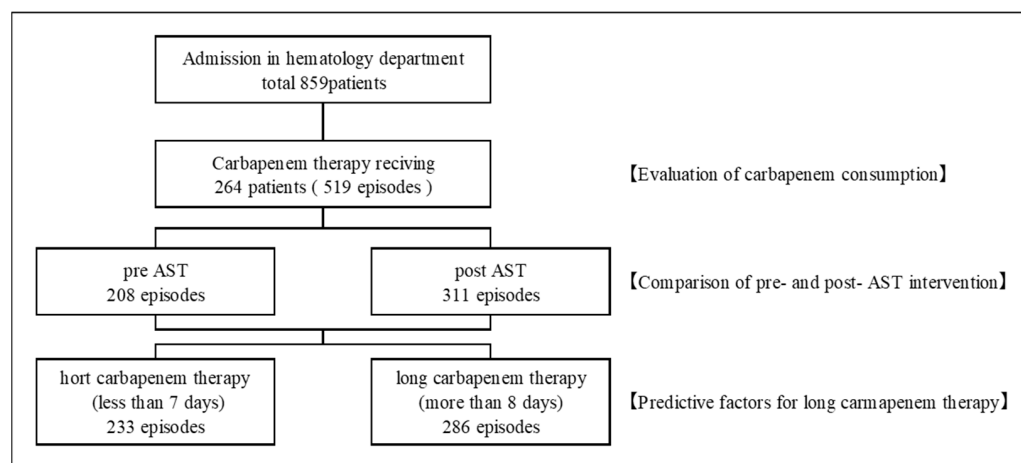 Admission in hematology department
total 859patients
Carbapenem therapy reciving
264 patients ( 519 episodes )
【Evaluation of carbapenem consumption】
pre AST
208 episodes
post AST
311 episodes
【Comparison of pre- and post- AST intervention】
hort carbapenem therapy
(less than 7 days)
233 episodes
long carbapenem therapy
(more than 8 days)
286 episodes
【Predictive factors for long carmapenem therapy】